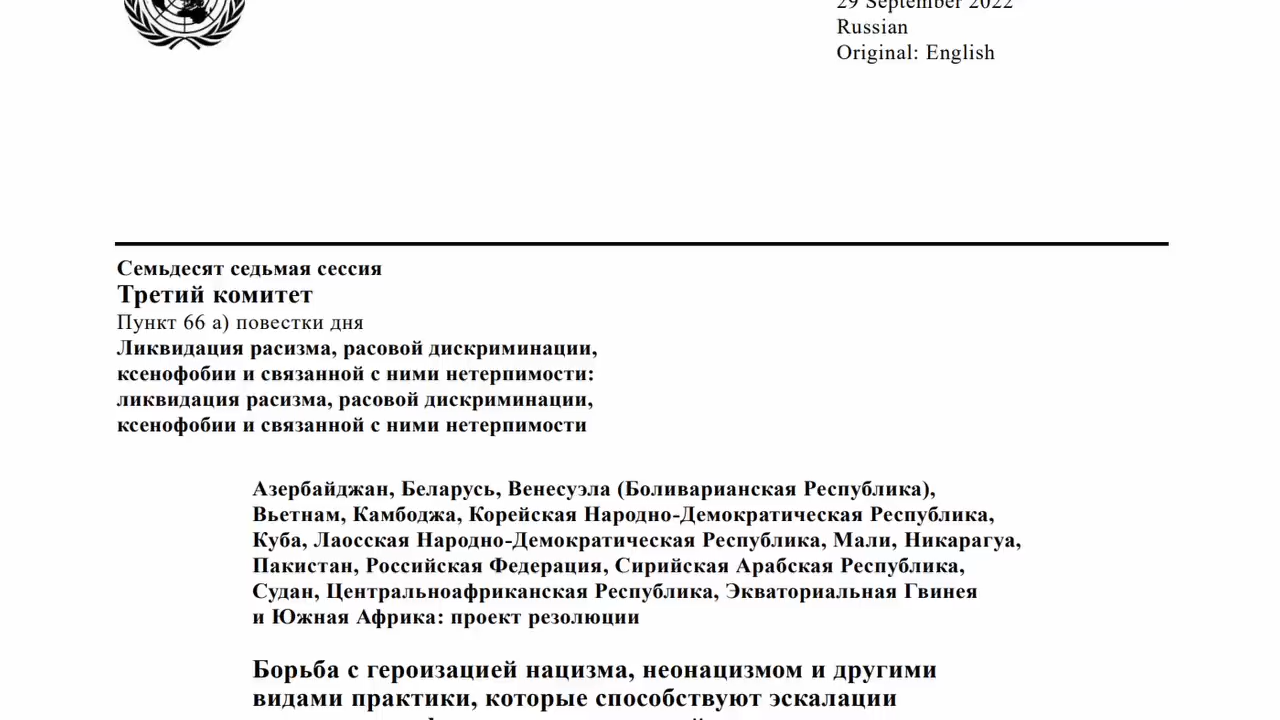 29 September 2022
Russian
Original: English
Семьдесят седьмая сессия
Третий комитет
Пункт 66 a) повестки дня
Ликвидация расизма, расовой дискриминации,
ксенофобии и связанной с ними нетерпимости:
ликвидация расизма, расовой дискриминации,
ксенофобии и связанной с ними нетерпимости
Азербайджан, Беларусь, Венесуэла (Боливарианская Республика),
Вьетнам, Камбоджа, Корейская Народно-Демократическая Республика,
Куба, Лаосская Народно-Демократическая Республика, Мали, Никарагуа,
Пакистан, Российская Федерация, Сирийская Арабская Республика,
Судан, Центральноафриканская Республика, Экваториальная Гвинея
и Южная Африка: проект резолюции
Борьба с героизацией нацизма, неонацизмом и другими
видами практики, которые способствуют эскалации